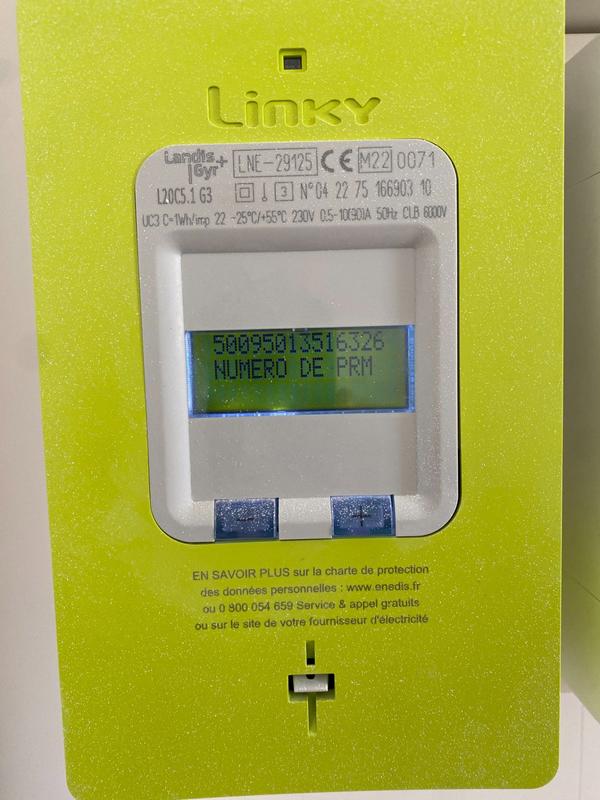 Linky
Landis
|Gyr+ LNE-29125 CE M22 0071
L20C5.1 G3 3 N° 04 22 75 166903 10
UC3 C=1Wh/imp 22 -25°C/+55°C 230V 0.5-10(90)A 50Hz CLB 6000V
50095013516326
NUMERO DE PRM
- +
EN SAVOIR PLUS sur la charte de protection
des données personnelles : www.enedis.fr
ou 0 800 054 659 Service & appel gratuits
ou sur le site de votre fournisseur d'électricité